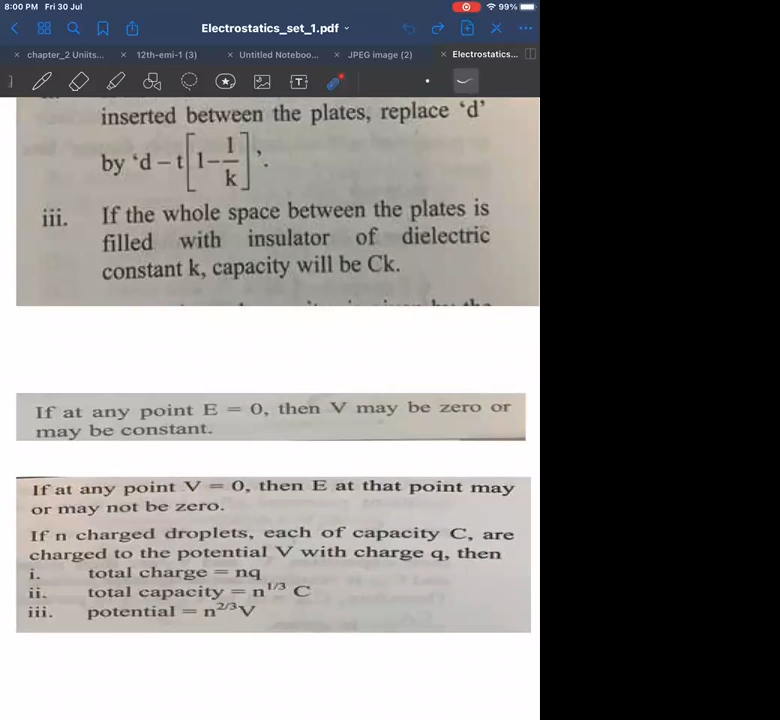 8:00 PM Fri 30 Jul
99%
Electrostatics_set_1.pdf
chapter_2 Uniits...
12th-emi-1 (3)
Untitled Noteboo...
JPEG image (2)
Electrostatics...
inserted between the plates, replace ‘d’
by ‘d – t[1– 1/k]’.
iii. If the whole space between the plates is
filled with insulator of dielectric
constant k, capacity will be Ck.
If at any point E = 0, then V may be zero or
may be constant.
If at any point V = 0, then E at that point may
or may not be zero.
If n charged droplets, each of capacity C, are
charged to the potential V with charge q, then
i. total charge = nq
ii. total capacity = n^1/3 C
iii. potential = n^2/3V